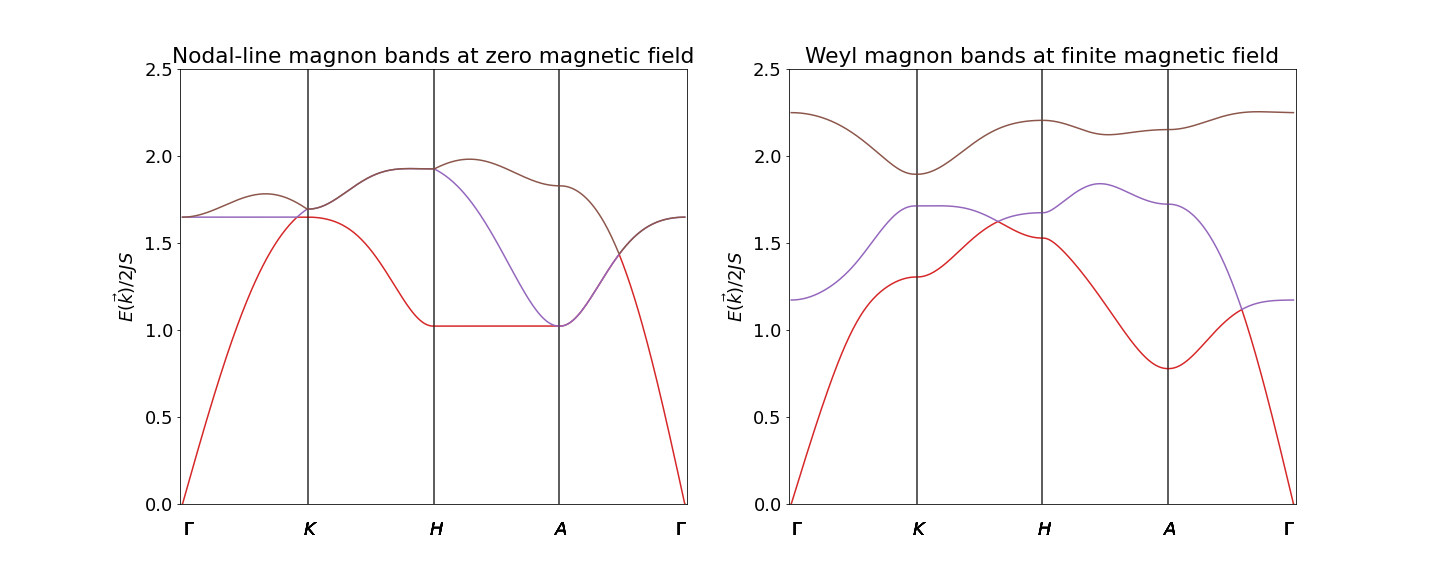 Nodal-line magnon bands at zero magnetic field
2.5
2.0
1.5
1.0
0.5
0.0
E(k⃗)/2JS
Γ K H A Γ
Weyl magnon bands at finite magnetic field
2.5
2.0
1.5
1.0
0.5
0.0
E(k⃗)/2JS
Γ K H A Γ